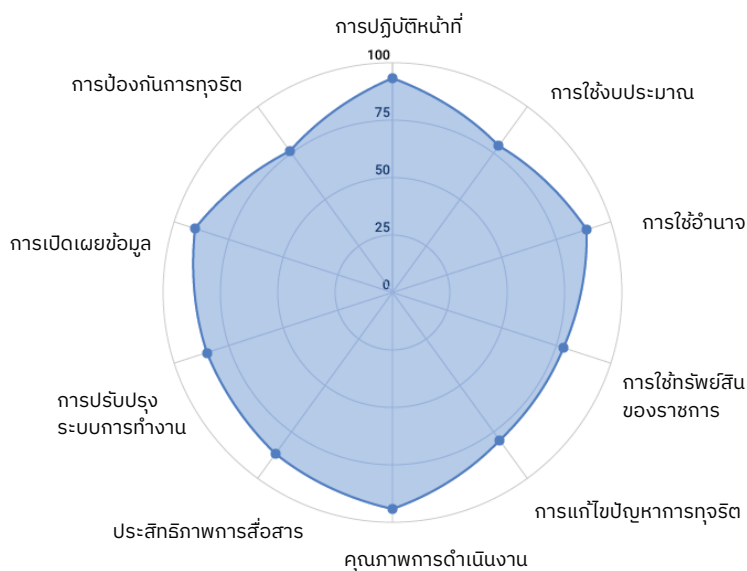 การปฏิบัติหน้าที่
100
การป้องกันการทุจริต
การใช้งบประมาณ
75
50
การใช้อำนาจ
การเปิดเผยข้อมูล
25
0
การใช้ทรัพย์สิน
ของราชการ
การปรับปรุง
ระบบการทำงาน
การแก้ไขปัญหาการทุจริต
ประสิทธิภาพการสื่อสาร
คุณภาพการดำเนินงาน